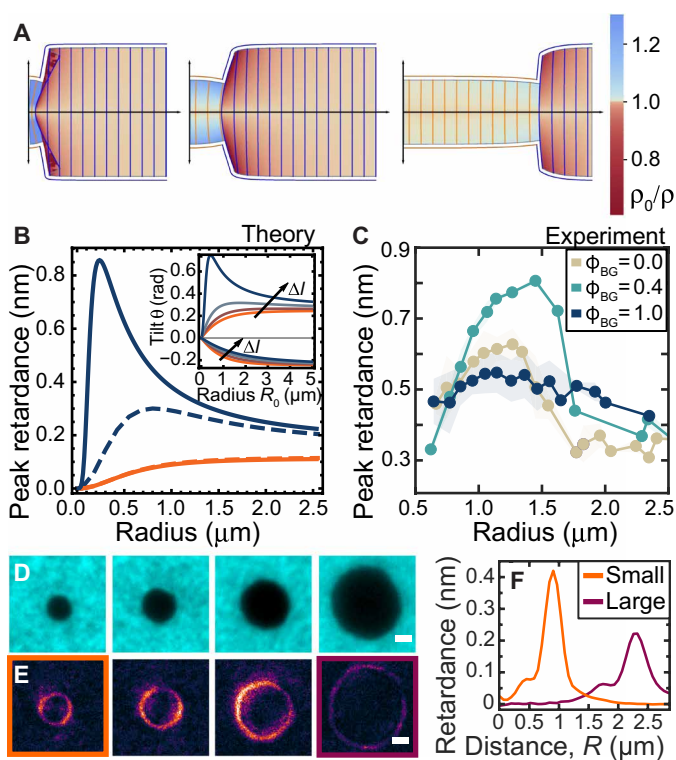 A
1.2
1.0
0.8
ρ₀/ρ
B
Theory
Peak retardance (nm)
0.8
0.6
0.4
0.2
0.0
0
0.5
1.0
1.5
2.0
2.5
Radius (μm)
Tilt θ (rad)
0.6
0.4
0.2
0
−0.2
ΔI
ΔI
0 1 2 3 4 5
Radius R₀ (μm)
C
Experiment
Peak retardance (nm)
0.9
0.7
0.5
0.3
Φ_BG = 0.0
Φ_BG = 0.4
Φ_BG = 1.0
0.5
1.0
1.5
2.0
2.5
Radius (μm)
D
E
F
Small
Large
Retardance (nm)
0.4
0.3
0.2
0.1
0
0 0.5 1 1.5 2 2.5
Distance, R (μm)